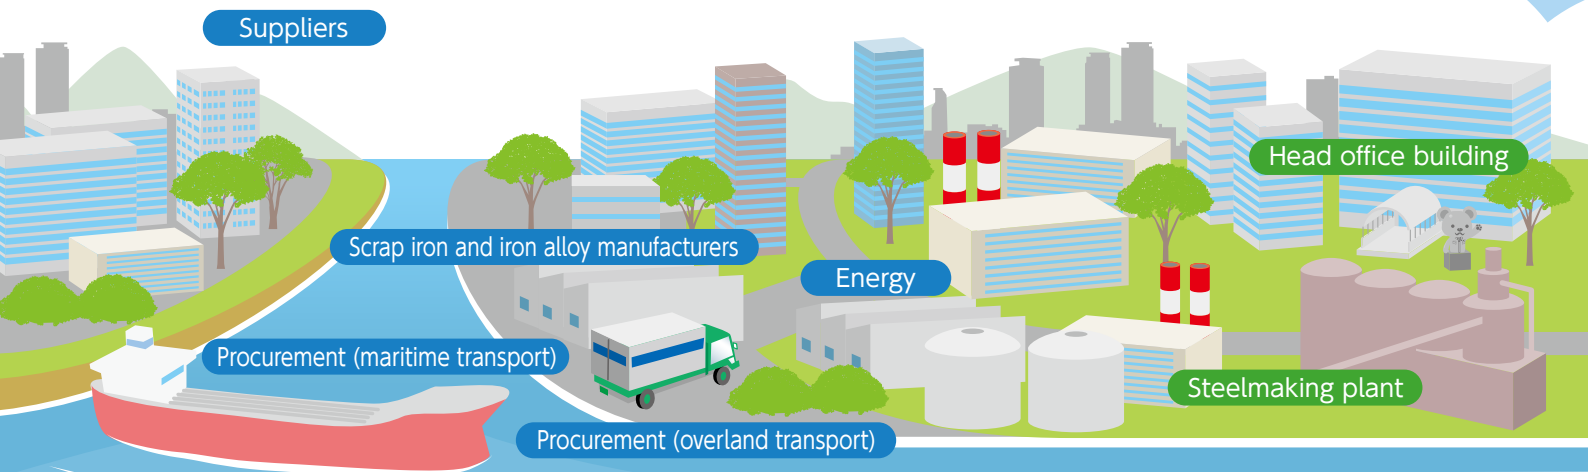 Suppliers
Head office building
Scrap iron and iron alloy manufacturers
Energy
Procurement (maritime transport)
Steelmaking plant
Procurement (overland transport)